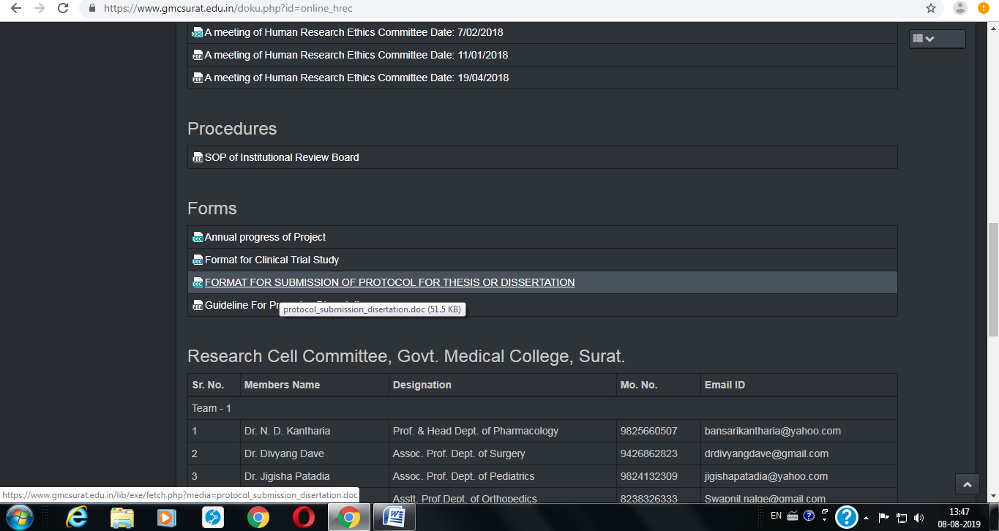 https://www.gmcsurat.edu.in/doku.php?id=online_hrec
DOCX A meeting of Human Research Ethics Committee Date: 7/02/2018
PDF A meeting of Human Research Ethics Committee Date: 11/01/2018
PDF A meeting of Human Research Ethics Committee Date: 19/04/2018
Procedures
PDF SOP of Institutional Review Board
Forms
DOC Annual progress of Project
DOC Format for Clinical Trial Study
DOC FORMAT FOR SUBMISSION OF PROTOCOL FOR THESIS OR DISSERTATION
PDF Guideline For
protocol_submission_disertation.doc (51.5 KB)
Research Cell Committee, Govt. Medical College, Surat.
Sr. No. Members Name Designation Mo. No. Email ID
Team - 1
1 Dr. N. D. Kantharia Prof. & Head Dept. of Pharmacology 9825660507 bansarikantharia@yahoo.com
2 Dr. Divyang Dave Assoc. Prof. Dept. of Surgery 9426862823 drdivyangdave@gmail.com
3 Dr. Jigisha Patadia Assoc. Prof. Dept. of Pediatrics 9824132309 jigishapatadia@yahoo.com
Asstt. Prof.Dept. of Orthopedics 8238326333 Swapnil.nalge@gmail.com
https://www.gmcsurat.edu.in/lib/exe/fetch.php?media=protocol_submission_disertation.doc
EN
13:47
08-08-2019